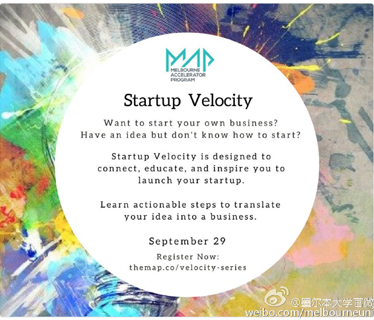 MAP
MELBOURNE
ACCELERATOR
PROGRAM
Startup Velocity
Want to start your own business?
Have an idea but don't know how to start?
Startup Velocity is designed to
connect, educate, and inspire you to
launch your startup.
Learn actionable steps to translate
your idea into a business.
September 29
Register Now:
themap.co/velocity-series
@墨尔本大学官微
weibo.com/melbourneuni